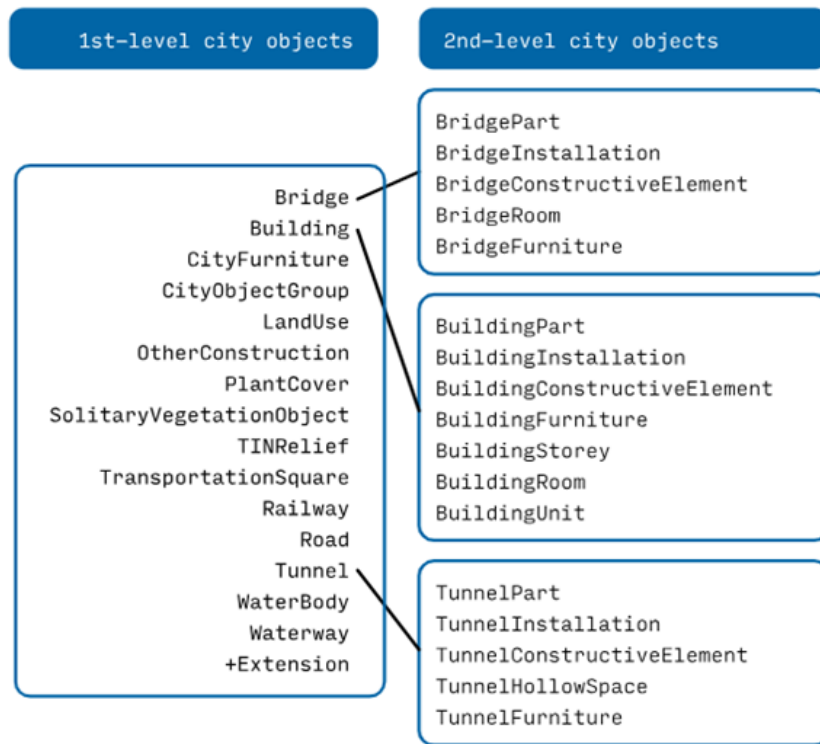 1st-level city objects
2nd-level city objects
Bridge
Building
CityFurniture
CityObjectGroup
LandUse
OtherConstruction
PlantCover
SolitaryVegetationObject
TINRelief
TransportationSquare
Railway
Road
Tunnel
WaterBody
Waterway
+Extension
BridgePart
BridgeInstallation
BridgeConstructiveElement
BridgeRoom
BridgeFurniture
BuildingPart
BuildingInstallation
BuildingConstructiveElement
BuildingFurniture
BuildingStorey
BuildingRoom
BuildingUnit
TunnelPart
TunnelInstallation
TunnelConstructiveElement
TunnelHollowSpace
TunnelFurniture